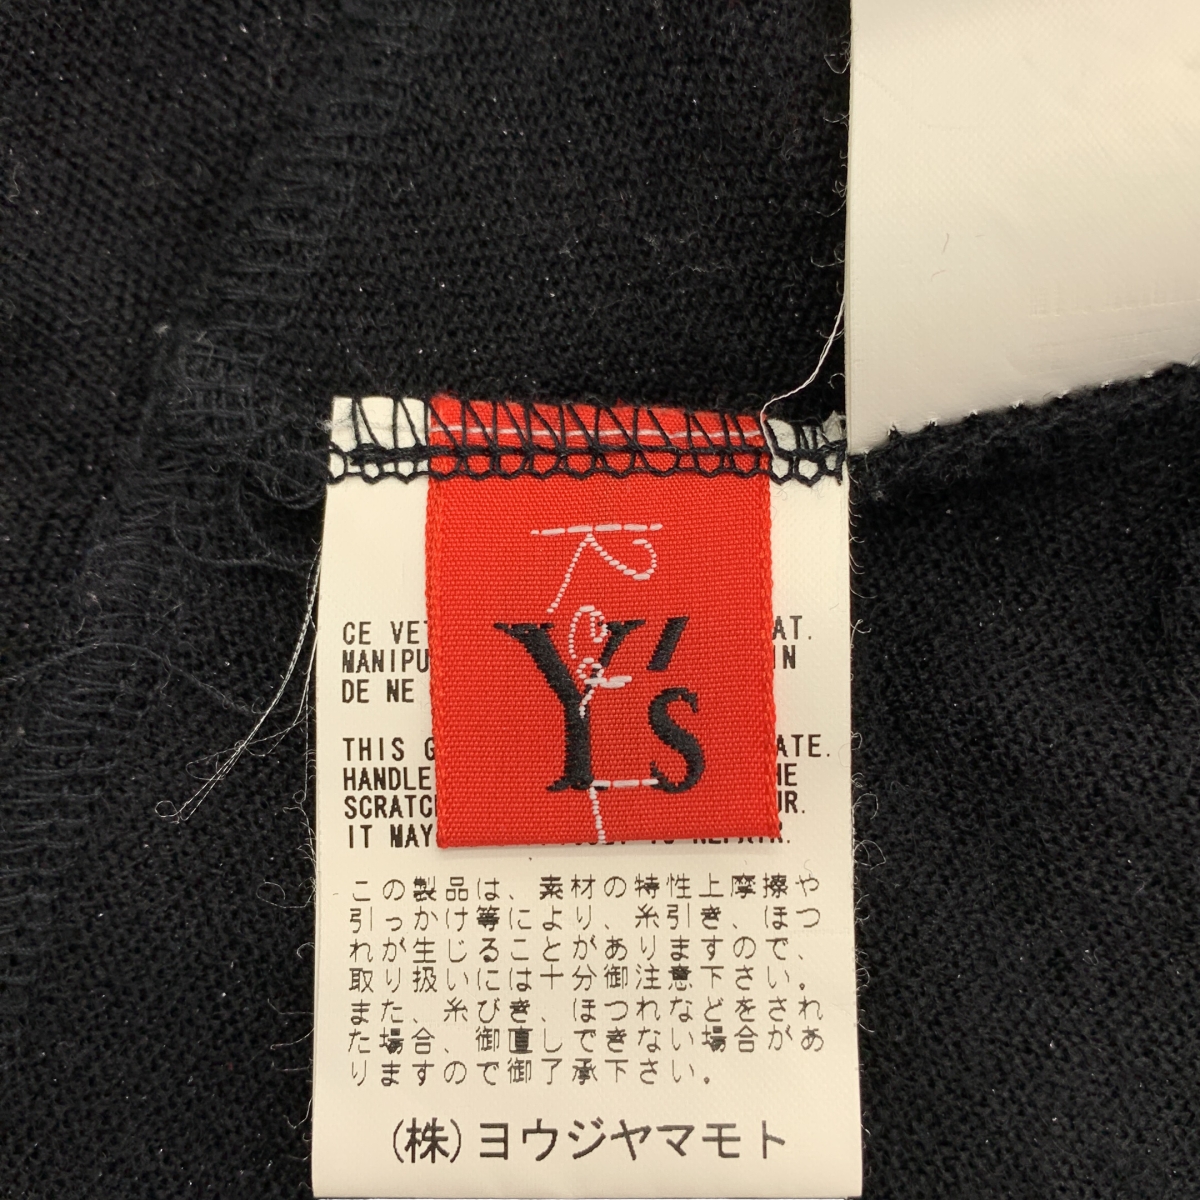 Y's
CE VE AT.
MANIPU IN
DE NE
THIS G ATE.
HANDLE HE
SCRATC UR.
IT MAY REPAIR.
この製品は、素材の特性上摩擦や
引っかけ等により、糸引き、ほつ
れが生じることがありますので、
取り扱いには十分御注意下さい。
また、糸びき、ほつれなどをされ
た場合、御直しできない場合があ
りますので御了承下さい。
(株)ヨウジヤマモト